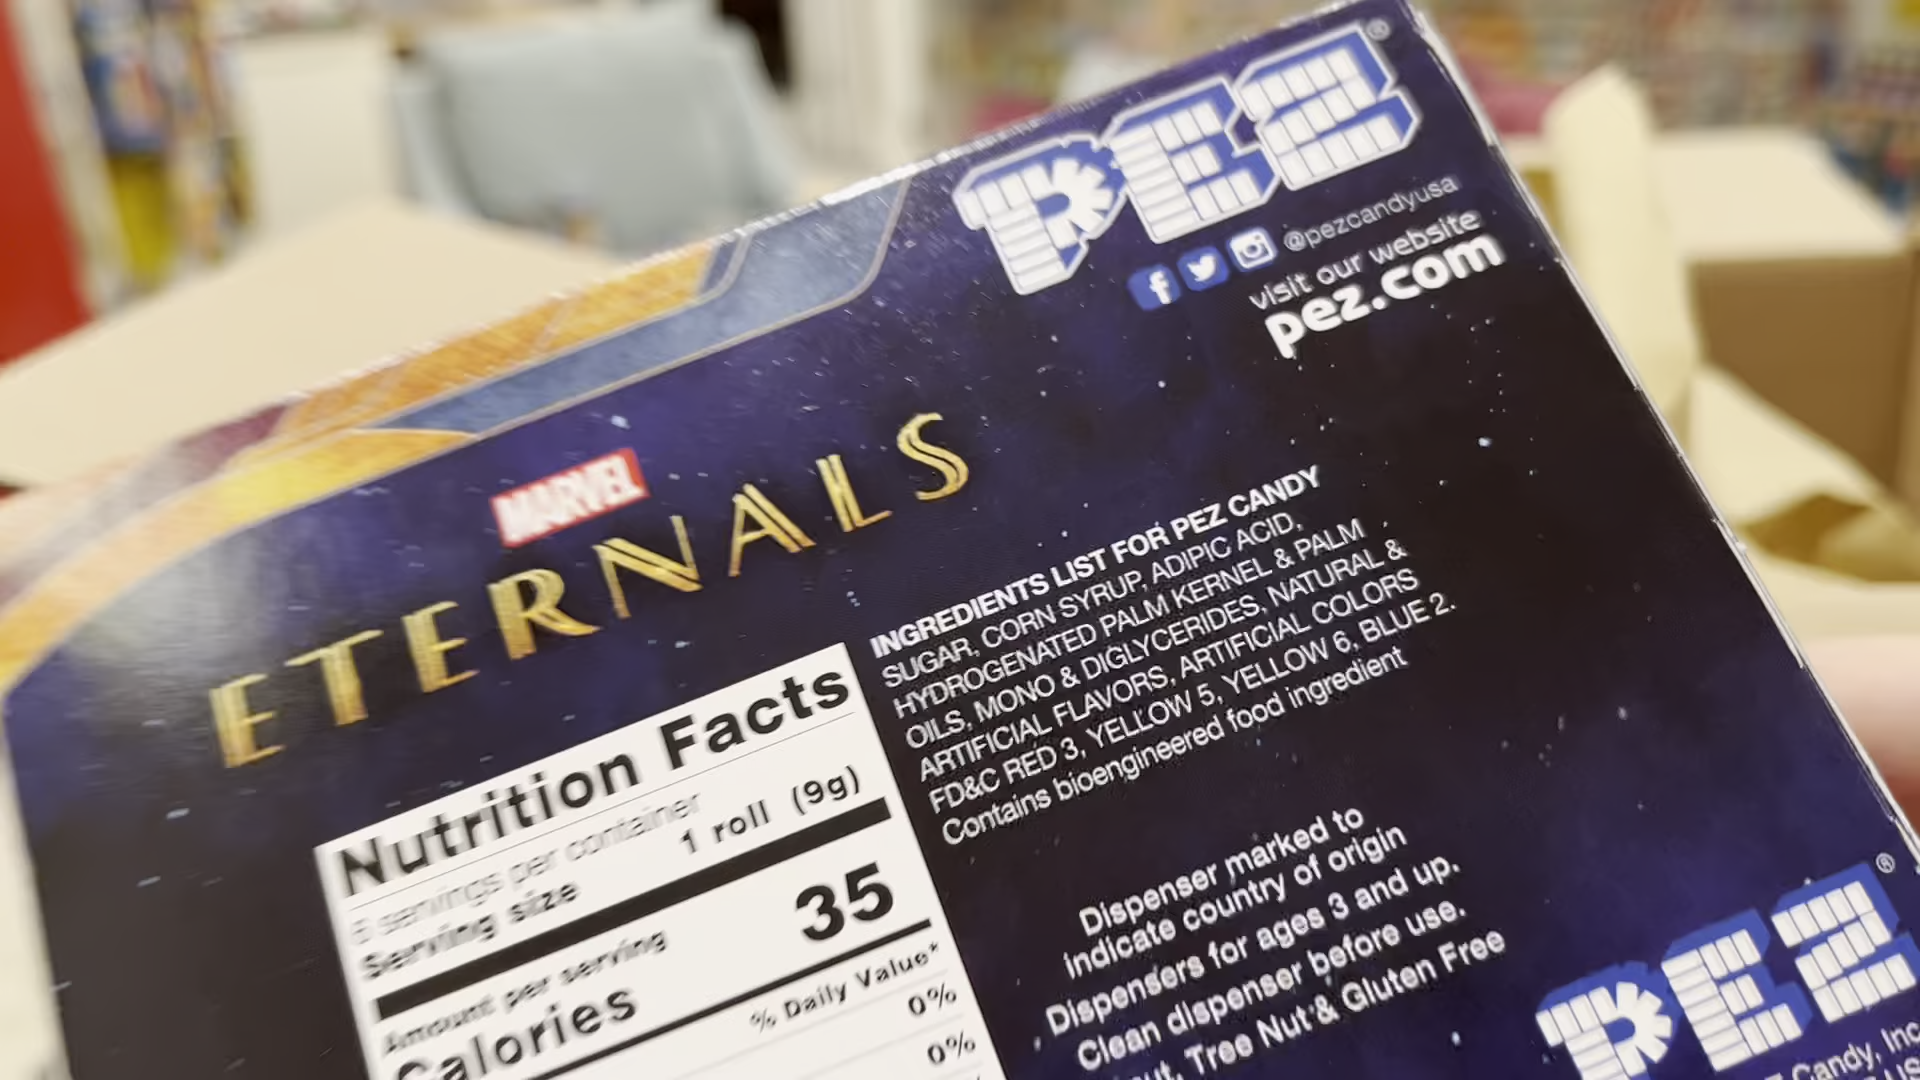 PEZ®
@pezcandyusa
visit our website
pez.com
MARVEL
ETERNALS
INGREDIENTS LIST FOR PEZ CANDY
SUGAR, CORN SYRUP, ADIPIC ACID,
HYDROGENATED PALM KERNEL & PALM
OILS, MONO & DIGLYCERIDES, NATURAL &
ARTIFICIAL FLAVORS, ARTIFICIAL COLORS
FD&C RED 3, YELLOW 5, YELLOW 6, BLUE 2.
Contains bioengineered food ingredient
Nutrition Facts
servings per container
Serving size 1 roll (9g)
Amount per serving
Calories 35
% Daily Value*
0%
0%
Dispenser marked to
indicate country of origin
Dispensers for ages 3 and up.
Clean dispenser before use.
Tree Nut & Gluten Free
PEZ®
Candy, Inc